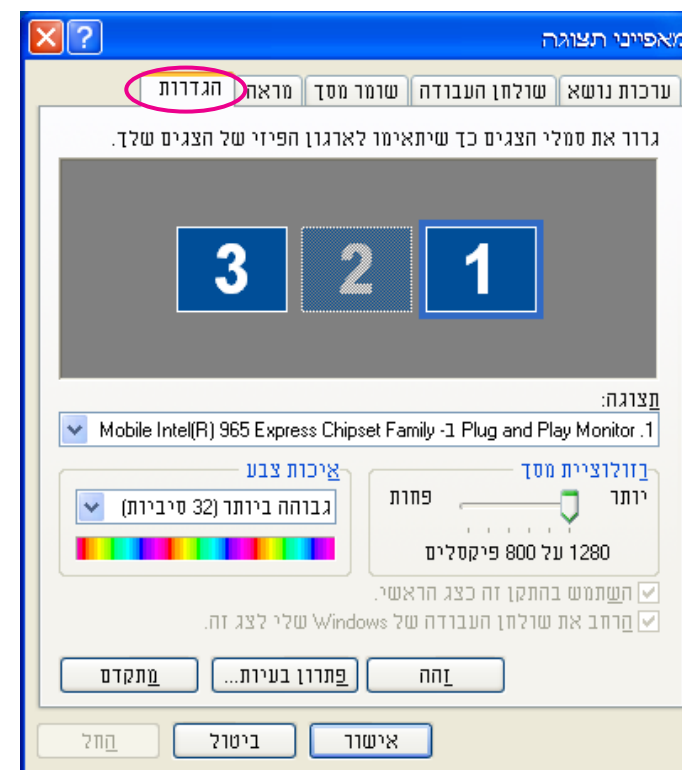 מאפייני תצוגה
ערכות נושא שולחן העבודה שומר מסך מראה הגדרות
גרור את סמלי הצגים כך שיתאימו לארגון הפיזי של הצגים שלך.
1 2 3
תצוגה:
1. Plug and Play Monitor ב- Mobile Intel(R) 965 Express Chipset Family
רזולוציית מסך
יותר פחות
1280 על 800 פיקסלים
איכות צבע
גבוהה ביותר (32 סיביות)
השתמש בהתקן זה כצג הראשי.
הרחב את שולחן העבודה של Windows שלי לצג זה.
זהה פתרון בעיות... מתקדם
אישור ביטול החל